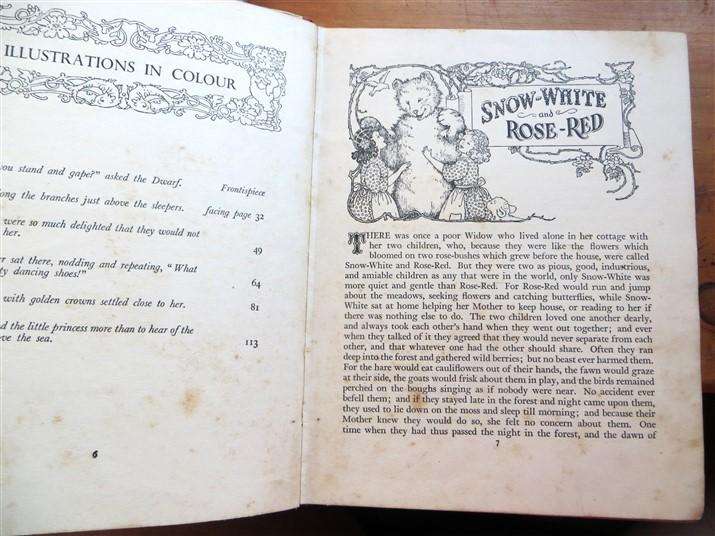 ILLUSTRATIONS IN COLOUR
you stand and gape?" asked the Dwarf. Frontispiece
ong the branches just above the sleepers. facing page 32
were so much delighted that they would not
her. 49
er sat there, nodding and repeating, "What
ty dancing shoes!" 64
with golden crowns settled close to her. 81
d the little princess more than to hear of the
ve the sea. 113
6
SNOW-WHITE
and
ROSE-RED
THERE was once a poor Widow who lived alone in her cottage with
her two children, who, because they were like the flowers which
bloomed on two rose-bushes which grew before the house, were called
Snow-White and Rose-Red. But they were two as pious, good, industrious,
and amiable children as any that were in the world, only Snow-White was
more quiet and gentle than Rose-Red. For Rose-Red would run and jump
about the meadows, seeking flowers and catching butterflies, while Snow-
White sat at home helping her Mother to keep house, or reading to her if
there was nothing else to do. The two children loved one another dearly,
and always took each other's hand when they went out together; and ever
when they talked of it they agreed that they would never separate from each
other, and that whatever one had the other should share. Often they ran
deep into the forest and gathered wild berries; but no beast ever harmed them.
For the hare would eat cauliflowers out of their hands, the fawn would graze
at their side, the goats would frisk about them in play, and the birds remained
perched on the boughs singing as if nobody were near. No accident ever
befell them; and if they stayed late in the forest and night came upon them,
they used to lie down on the moss and sleep till morning; and because their
Mother knew they would do so, she felt no concern about them. One
time when they had thus passed the night in the forest, and the dawn of
7